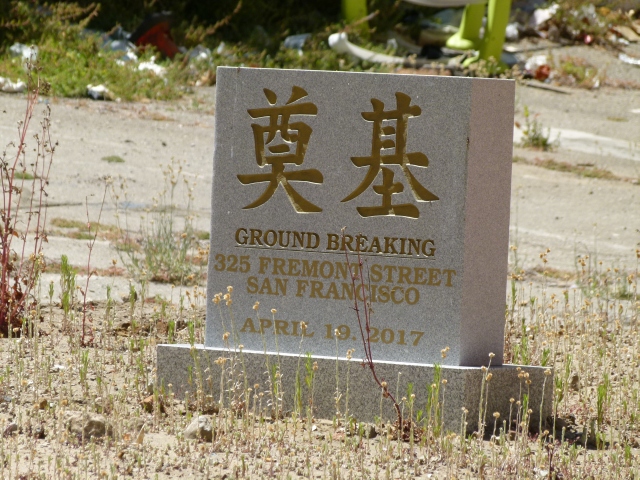 奠基
GROUND BREAKING
325 FREMONT STREET
SAN FRANCISCO
APRIL 19, 2017